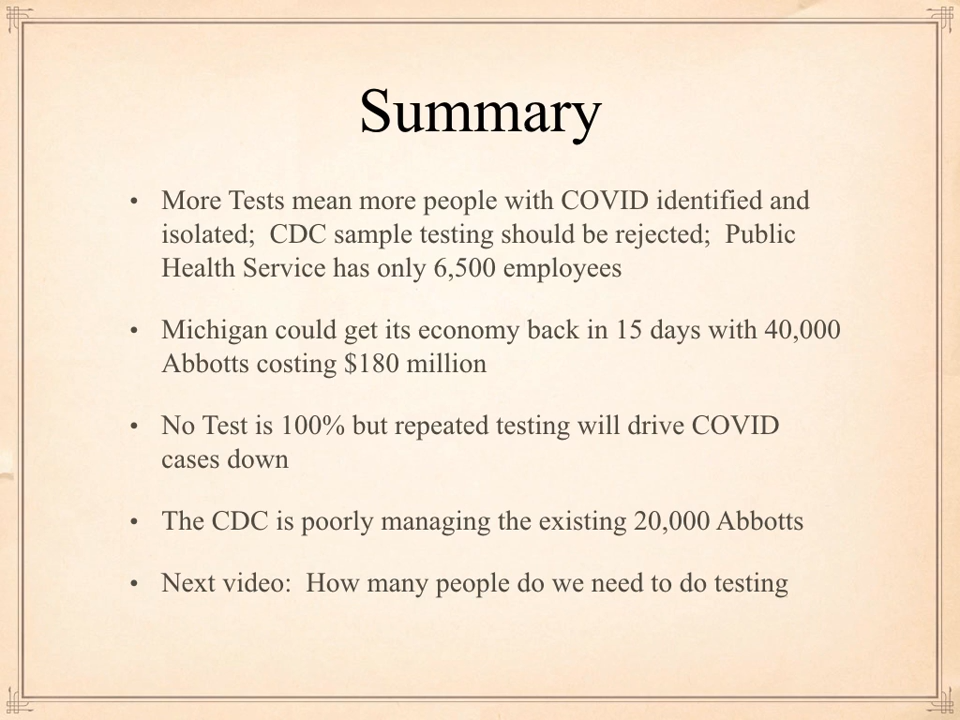 Summary
• More Tests mean more people with COVID identified and
isolated;  CDC sample testing should be rejected;  Public
Health Service has only 6,500 employees
• Michigan could get its economy back in 15 days with 40,000
Abbotts costing $180 million
• No Test is 100% but repeated testing will drive COVID
cases down
• The CDC is poorly managing the existing 20,000 Abbotts
• Next video:  How many people do we need to do testing